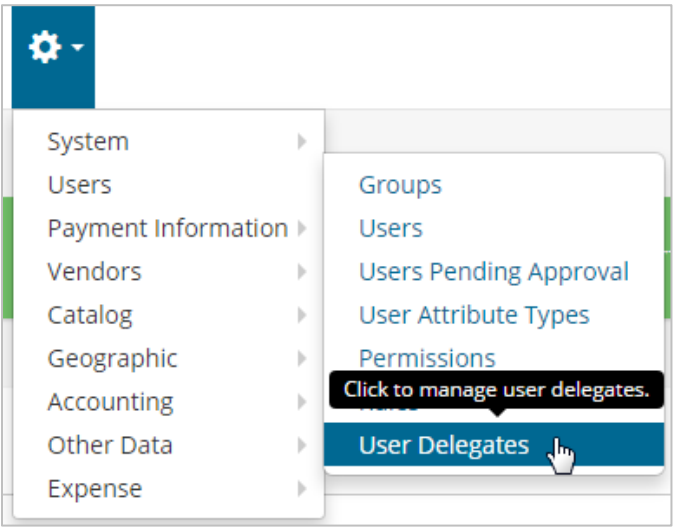 System
Users
Payment Information
Vendors
Catalog
Geographic
Accounting
Other Data
Expense
Groups
Users
Users Pending Approval
User Attribute Types
Permissions
Click to manage user delegates.
User Delegates